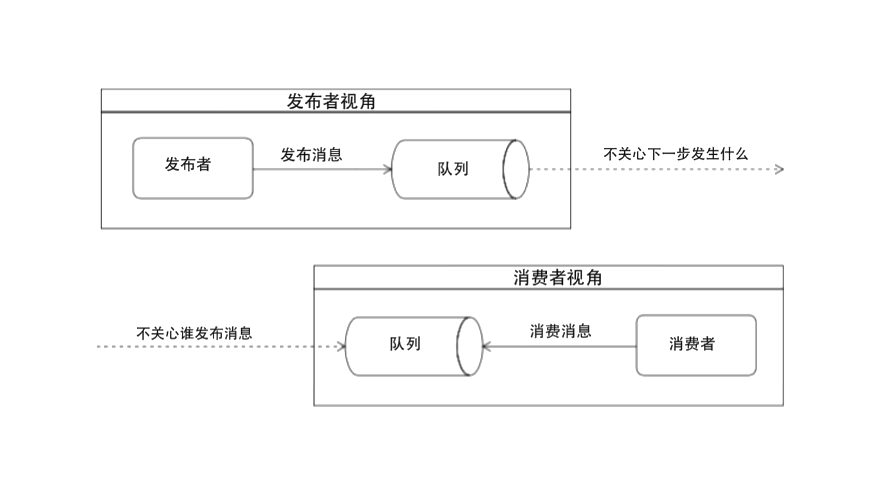 发布者视角
发布者
发布消息
队列
不关心下一步发生什么
消费者视角
不关心谁发布消息
队列
消费消息
消费者